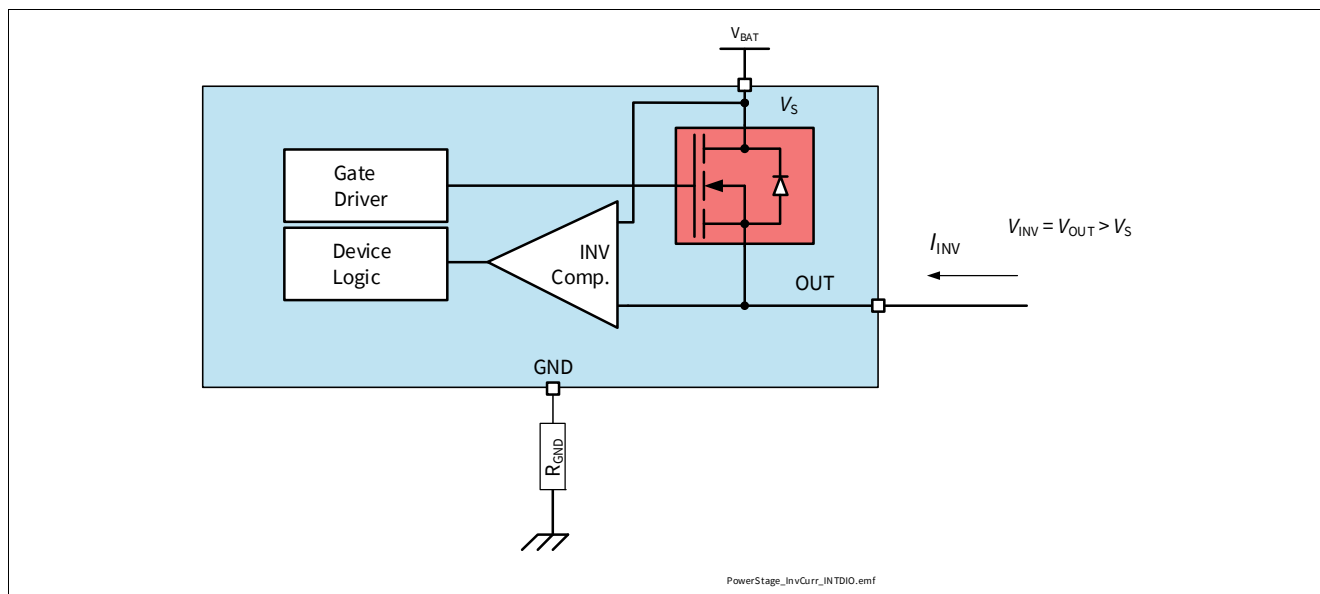 VBAT
VS
Gate
Driver
Device
Logic
INV
Comp.
OUT
IINV
VINV = VOUT > VS
GND
RGND
PowerStage_InvCurr_INTDIO.emf